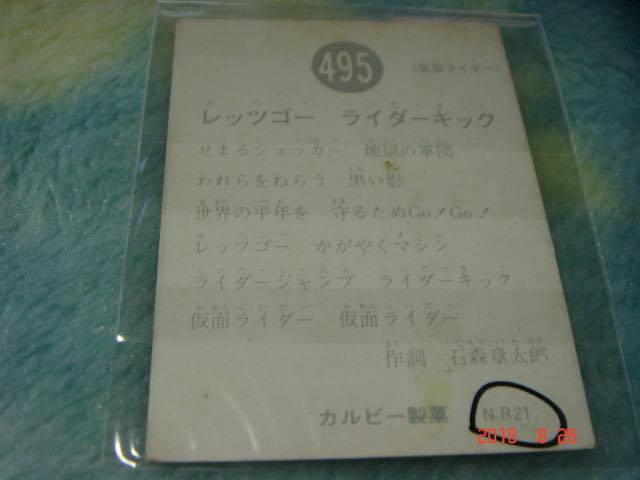 495
(仮面ライダー)
レッツゴー　ライダーキック
せまるショッカー　地獄の軍団
われらをねらう　黒い影
世界の平年を　守るためGo!Go!
レッツゴー　かがやくマシン
ライダージャンプ　ライダーキック
仮面ライダー　仮面ライダー
作詞　石森章太郎
カルビー製菓　N.R21.
2010 8 26